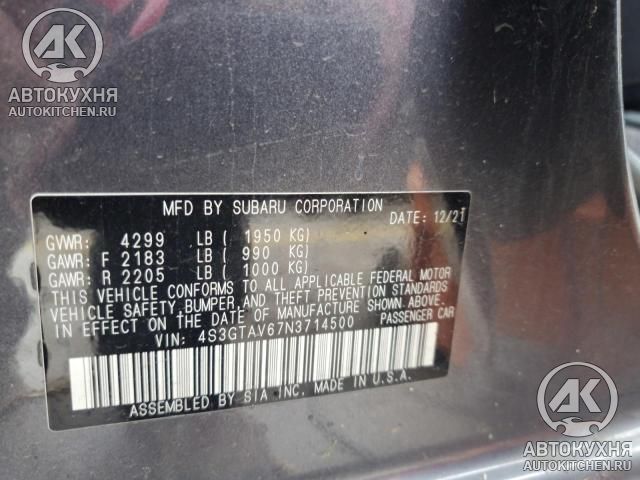 AK
АВТОКУХНЯ
AUTOKITCHEN.RU
MFD BY SUBARU CORPORATION
DATE: 12/21
GVWR: 4299 LB ( 1950 KG)
GAWR: F 2183 LB ( 990 KG)
GAWR: R 2205 LB ( 1000 KG)
THIS VEHICLE CONFORMS TO ALL APPLICABLE FEDERAL MOTOR
VEHICLE SAFETY,BUMPER,AND THEFT PREVENTION STANDARDS
IN EFFECT ON THE DATE OF MANUFACTURE SHOWN ABOVE.
VIN: 4S3GTAV67N3714500
PASSENGER CAR
ASSEMBLED BY SIA INC. MADE IN U.S.A.
AK
АВТОКУХНЯ
AUTOKITCHEN.RU